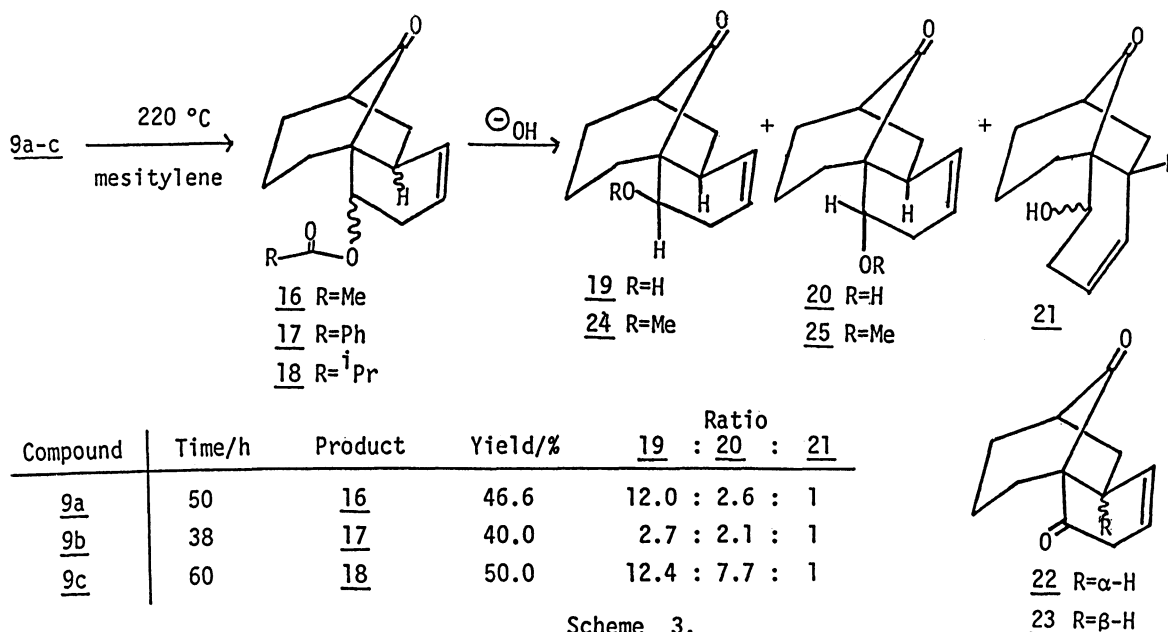 9a-c
220 °C
mesitylene
O
H
R
O
O
16 R=Me
17 R=Ph
18 R=iPr
⊖OH
O
RO
H
H
19 R=H
24 R=Me
+
O
H
H
OR
20 R=H
25 R=Me
+
O
HO
21
Compound Time/h Product Yield/% Ratio 19 : 20 : 21
9a 50 16 46.6 12.0 : 2.6 : 1
9b 38 17 40.0 2.7 : 2.1 : 1
9c 60 18 50.0 12.4 : 7.7 : 1
O
O
R
22 R=α-H
23 R=β-H
Scheme 3.